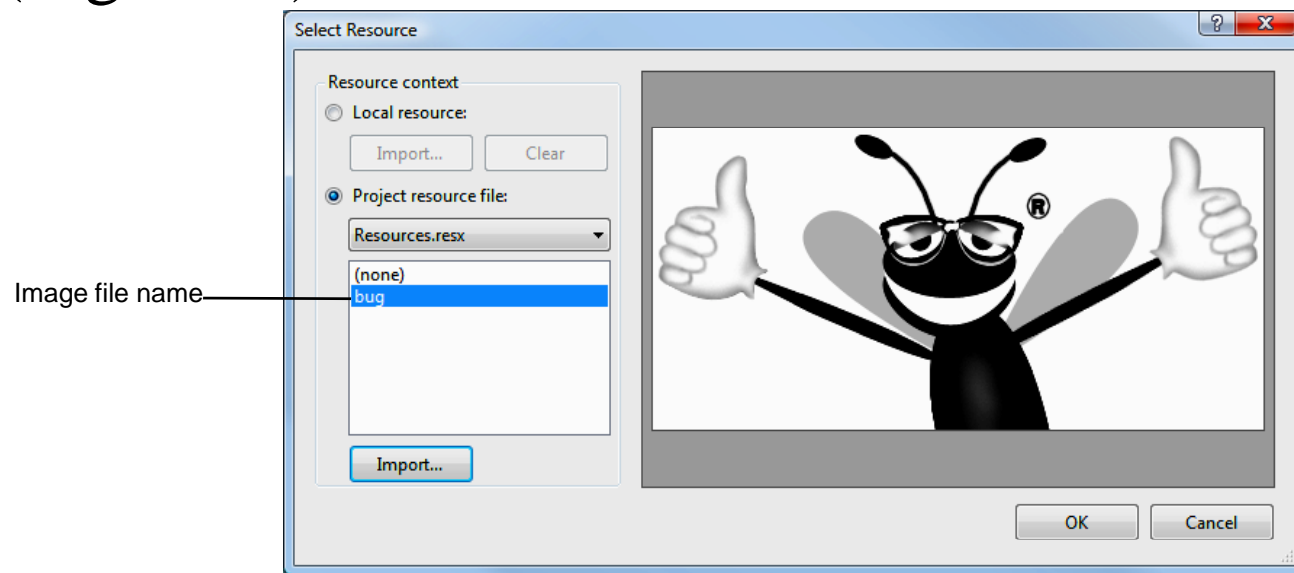 Select Resource
?
X
Resource context
Local resource:
Import... Clear
Project resource file:
Resources.resx
(none)
Image file name
bug
Import...
®
OK Cancel